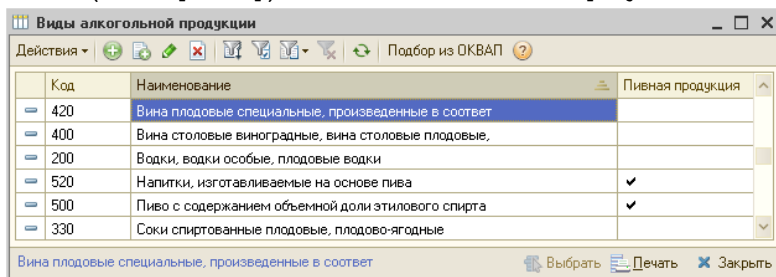 Виды алкогольной продукции
Действия Подбор из ОКВАП
Код Наименование Пивная продукция
420 Вина плодовые специальные, произведенные в соответ
400 Вина столовые виноградные, вина столовые плодовые,
200 Водки, водки особые, плодовые водки
520 Напитки, изготавливаемые на основе пива
500 Пиво с содержанием объемной доли этилового спирта
330 Соки спиртованные плодовые, плодово-ягодные
Вина плодовые специальные, произведенные в соответ Выбрать Печать Закрыть